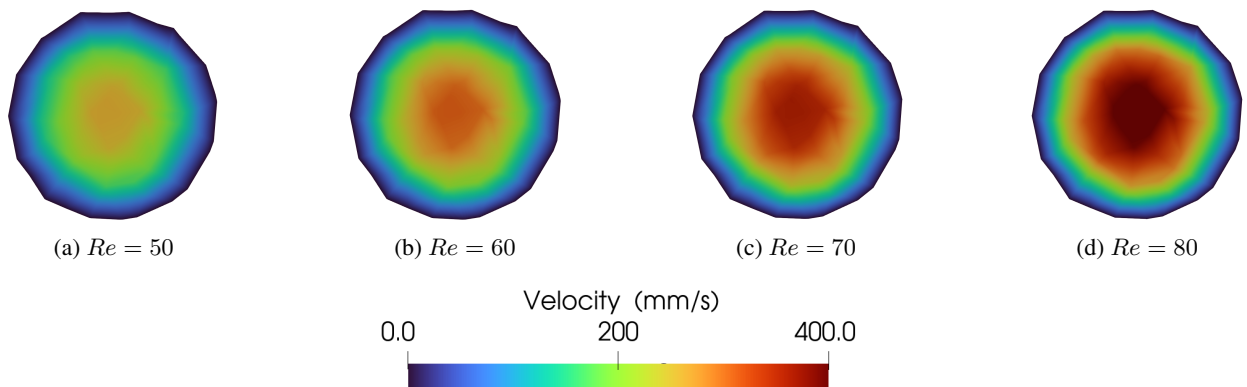 (a) Re = 50
(b) Re = 60
(c) Re = 70
(d) Re = 80
Velocity (mm/s)
0.0 200 400.0